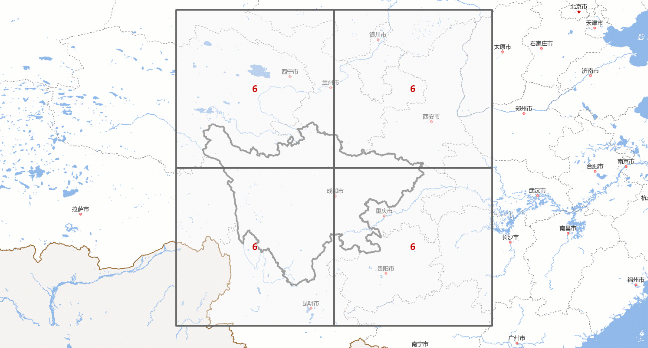 北京市
天津市
银川市
太原市
石家庄市
西宁市
济南市
兰州市
6
6
郑州市
西安市
南京市
合肥市
成都市
武汉市
拉萨市
重庆市
南昌市
长沙市
6
6
贵阳市
福州市
昆明市
广州市
南宁市